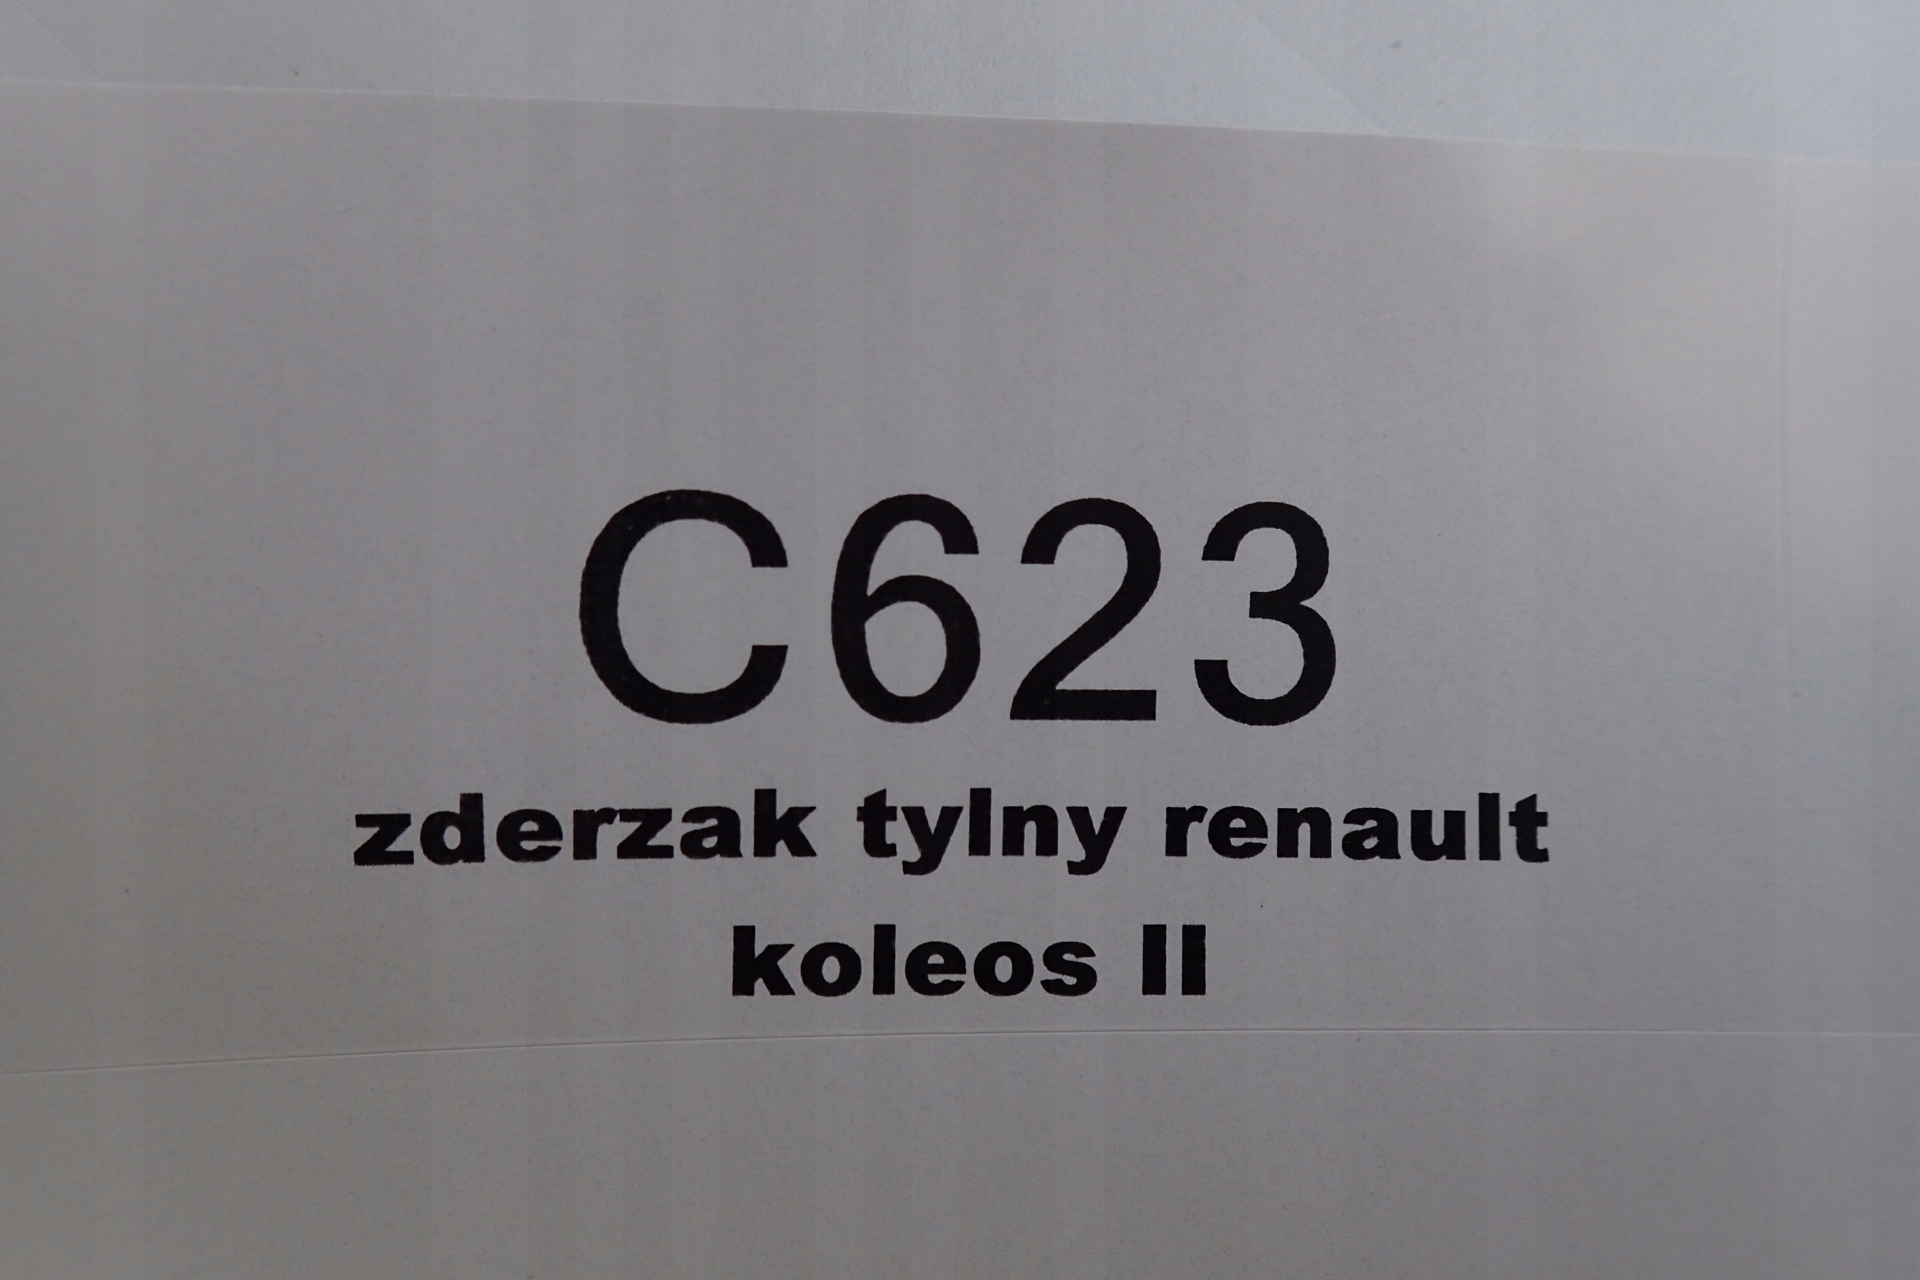 C623
zderzak tylny renault
koleos II